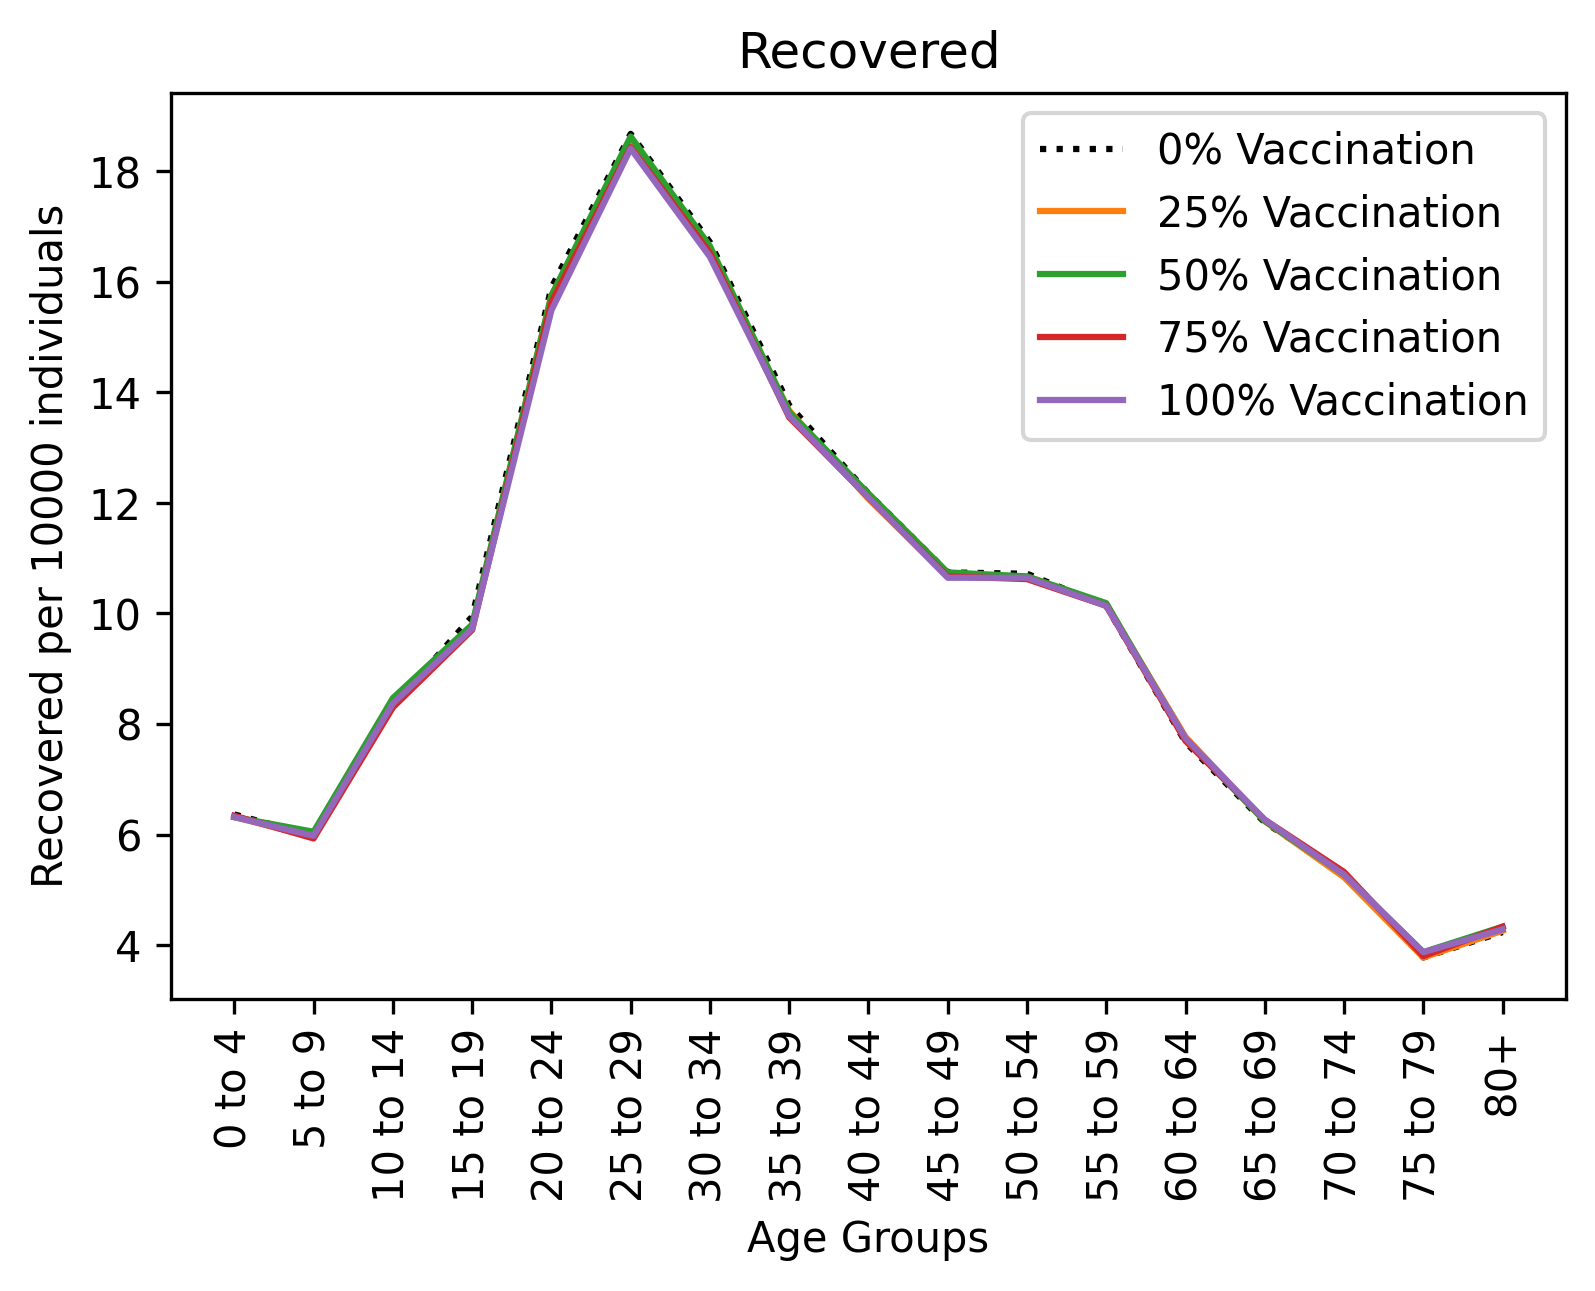 Recovered
Recovered per 10000 individuals
18
16
14
12
10
8
6
4
0% Vaccination
25% Vaccination
50% Vaccination
75% Vaccination
100% Vaccination
0 to 4
5 to 9
10 to 14
15 to 19
20 to 24
25 to 29
30 to 34
35 to 39
40 to 44
45 to 49
50 to 54
55 to 59
60 to 64
65 to 69
70 to 74
75 to 79
80+
Age Groups